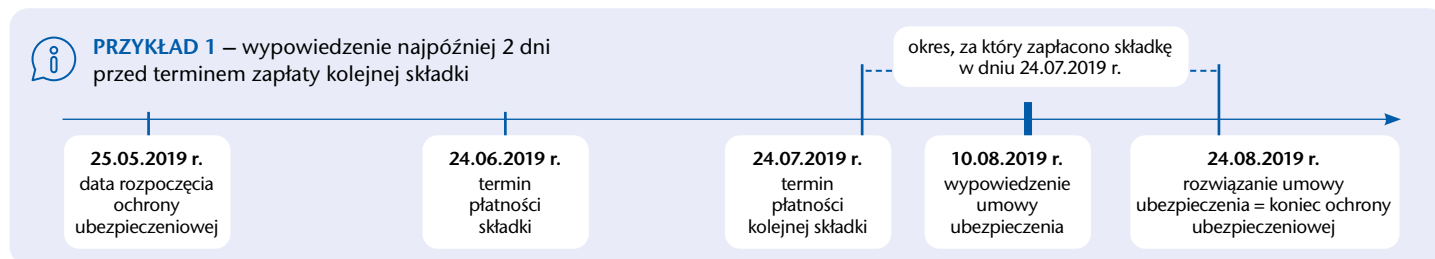 PRZYKŁAD 1 – wypowiedzenie najpóźniej 2 dni
przed terminem zapłaty kolejnej składki
okres, za który zapłacono składkę
w dniu 24.07.2019 r.
25.05.2019 r.
data rozpoczęcia
ochrony
ubezpieczeniowej
24.06.2019 r.
termin
płatności
składki
24.07.2019 r.
termin
płatności
kolejnej składki
10.08.2019 r.
wypowiedzenie
umowy
ubezpieczenia
24.08.2019 r.
rozwiązanie umowy
ubezpieczenia = koniec ochrony
ubezpieczeniowej